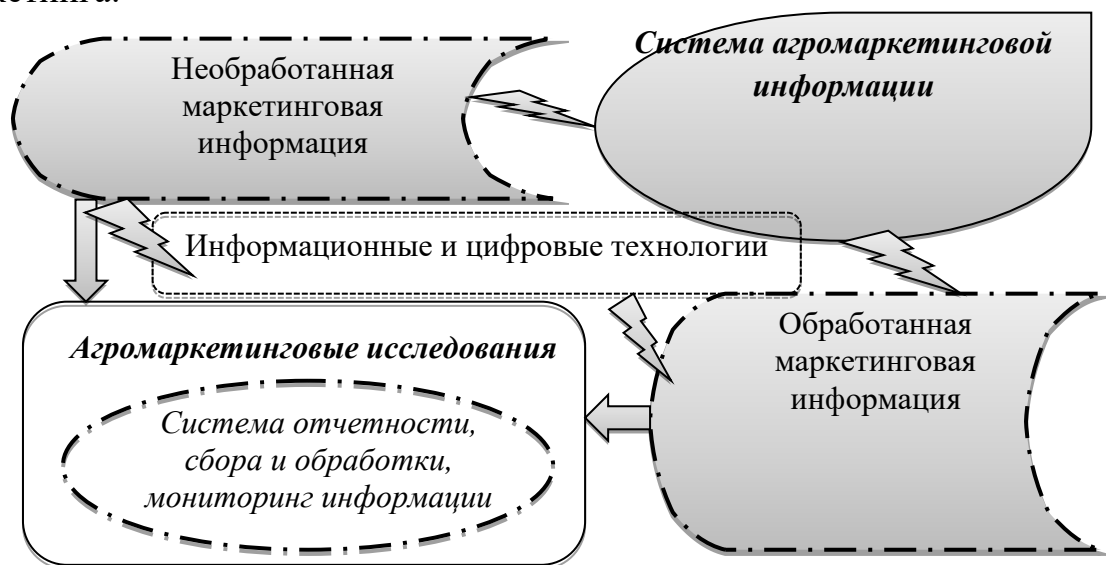 Необработанная
маркетинговая
информация
Система агромаркетинговой
информации
Информационные и цифровые технологии
Агромаркетинговые исследования
Система отчетности,
сбора и обработки,
мониторинг информации
Обработанная
маркетинговая
информация